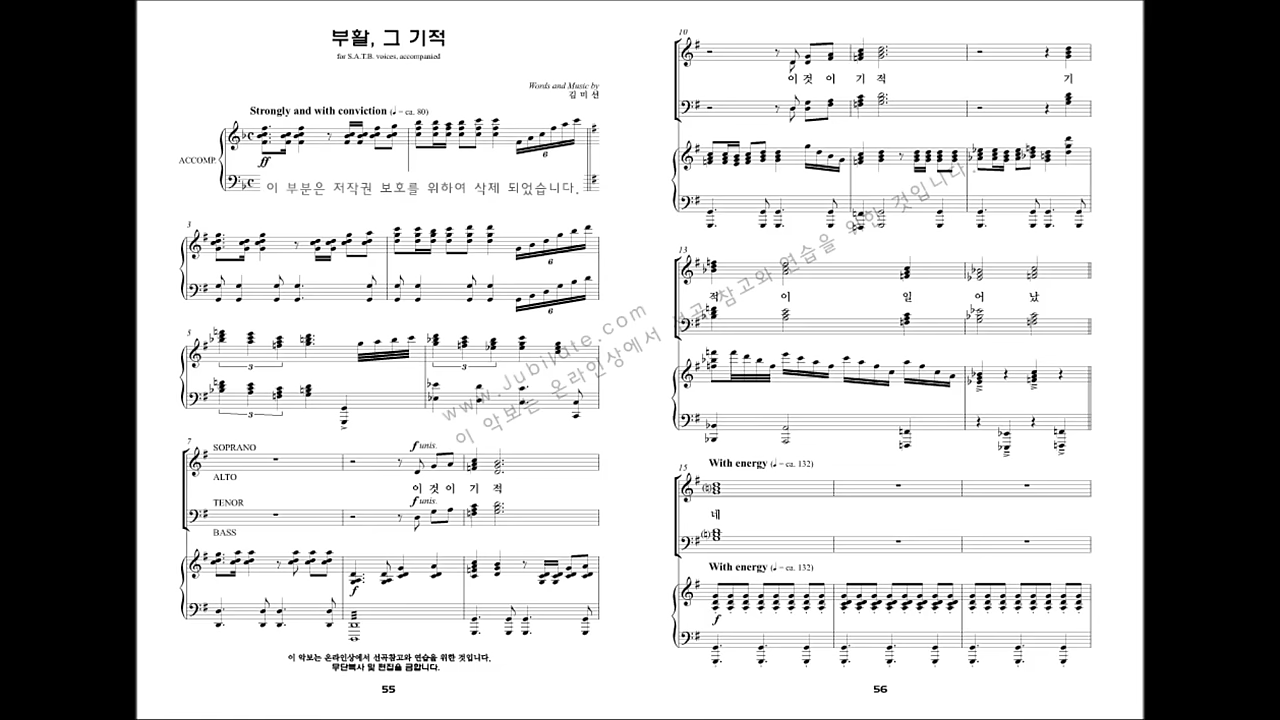 부활, 그 기적
for S.A.T.B. voices, accompanied
Words and Music by
김 미 선
Strongly and with conviction (♩ = ca. 80)
ACCOMP.
ff
6
이 부분은 저작권 보호를 위하여 삭제 되었습니다.
3
6
6
5
3
3
3
7
SOPRANO
f unis.
ALTO
이 것 이 기 적
TENOR
f unis.
BASS
f
이 악보는 온라인상에서 선곡참고와 연습을 위한 것입니다.
무단복사 및 편집을 금합니다.
55
10
이 것 이 기 적 기
13
적 이 일 어 났
15
With energy (♩ = ca. 132)
네
With energy (♩ = ca. 132)
f
56
www.Jubilate.com
이 악보는 온라인상에서 선곡 참고와 연습을 위한 것입니다.